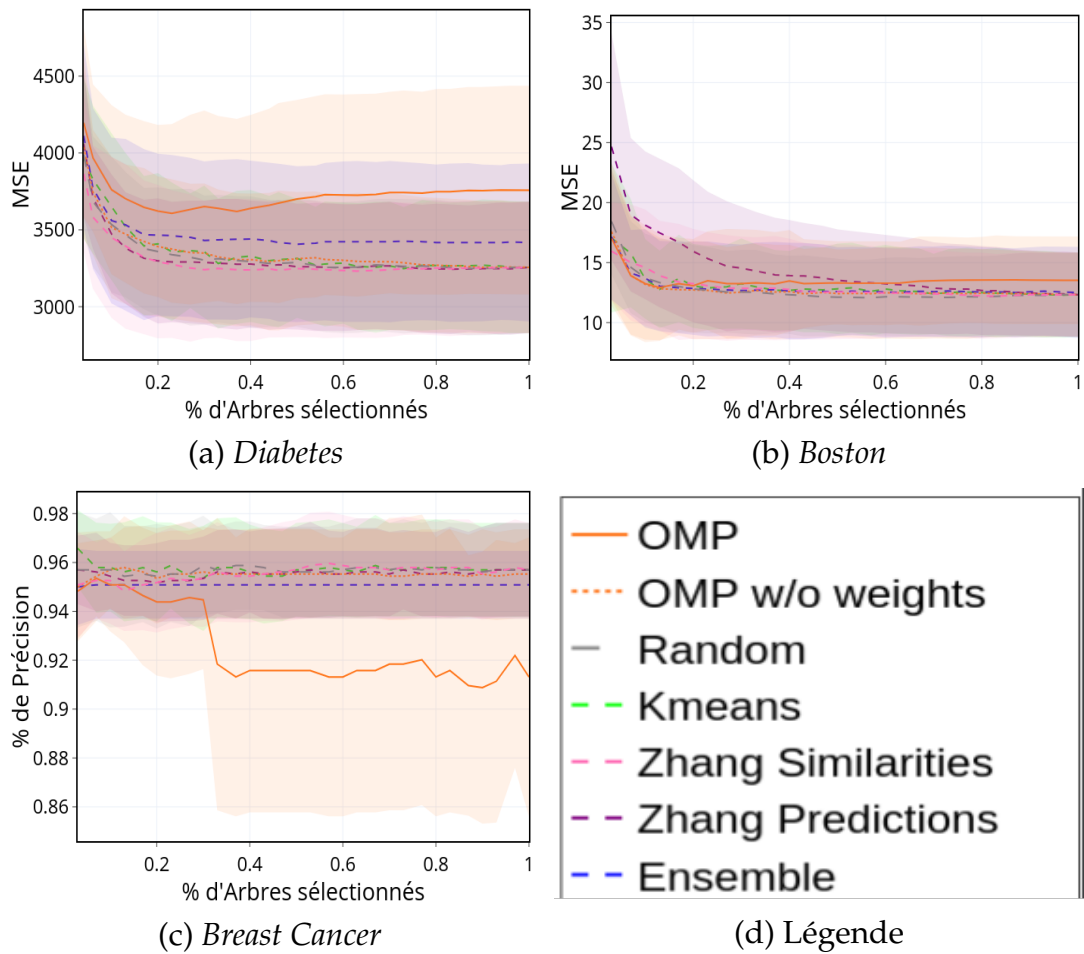 4500
4000
3500
3000
MSE
0.2 0.4 0.6 0.8 1
% d'Arbres sélectionnés
(a) Diabetes
35
30
25
20
15
10
MSE
0.2 0.4 0.6 0.8 1
% d'Arbres sélectionnés
(b) Boston
0.98
0.96
0.94
0.92
0.9
0.88
0.86
% de Précision
0.2 0.4 0.6 0.8 1
% d'Arbres sélectionnés
(c) Breast Cancer
OMP
OMP w/o weights
Random
Kmeans
Zhang Similarities
Zhang Predictions
Ensemble
(d) Légende